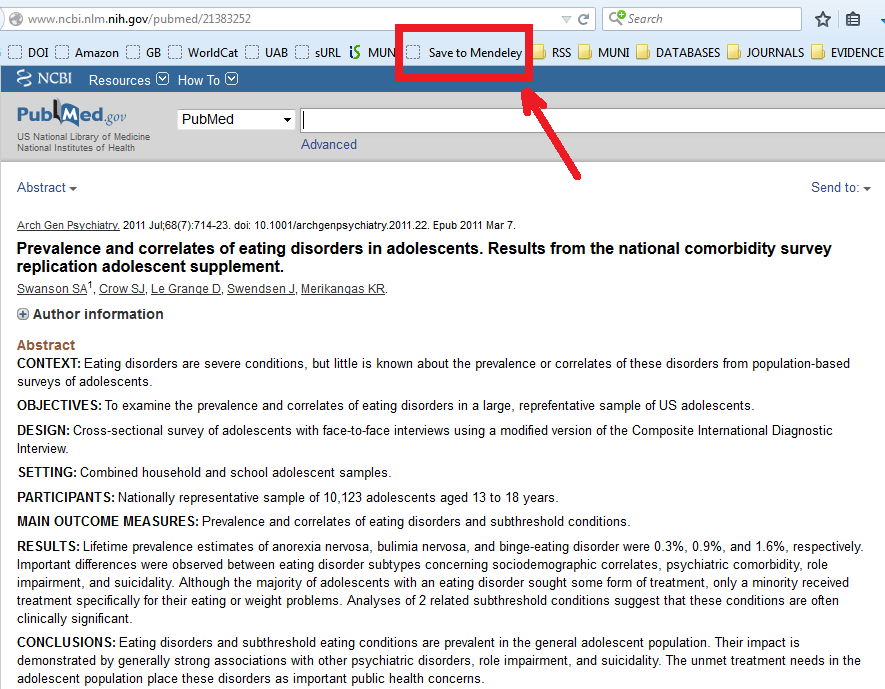 www.ncbi.nlm.nih.gov/pubmed/21383252 Search
DOI Amazon GB WorldCat UAB sURL iS MUN Save to Mendeley RSS MUNI DATABASES JOURNALS EVIDENCE
NCBI Resources How To
PubMed.gov
US National Library of Medicine
National Institutes of Health
PubMed
Advanced
Abstract Send to:
Arch Gen Psychiatry. 2011 Jul;68(7):714-23. doi: 10.1001/archgenpsychiatry.2011.22. Epub 2011 Mar 7.
Prevalence and correlates of eating disorders in adolescents. Results from the national comorbidity survey
replication adolescent supplement.
Swanson SA1, Crow SJ, Le Grange D, Swendsen J, Merikangas KR.
Author information
Abstract
CONTEXT: Eating disorders are severe conditions, but little is known about the prevalence or correlates of these disorders from population-based
surveys of adolescents.
OBJECTIVES: To examine the prevalence and correlates of eating disorders in a large, reprefentative sample of US adolescents.
DESIGN: Cross-sectional survey of adolescents with face-to-face interviews using a modified version of the Composite International Diagnostic
Interview.
SETTING: Combined household and school adolescent samples.
PARTICIPANTS: Nationally representative sample of 10,123 adolescents aged 13 to 18 years.
MAIN OUTCOME MEASURES: Prevalence and correlates of eating disorders and subthreshold conditions.
RESULTS: Lifetime prevalence estimates of anorexia nervosa, bulimia nervosa, and binge-eating disorder were 0.3%, 0.9%, and 1.6%, respectively.
Important differences were observed between eating disorder subtypes concerning sociodemographic correlates, psychiatric comorbidity, role
impairment, and suicidality. Although the majority of adolescents with an eating disorder sought some form of treatment, only a minority received
treatment specifically for their eating or weight problems. Analyses of 2 related subthreshold conditions suggest that these conditions are often
clinically significant.
CONCLUSIONS: Eating disorders and subthreshold eating conditions are prevalent in the general adolescent population. Their impact is
demonstrated by generally strong associations with other psychiatric disorders, role impairment, and suicidality. The unmet treatment needs in the
adolescent population place these disorders as important public health concerns.